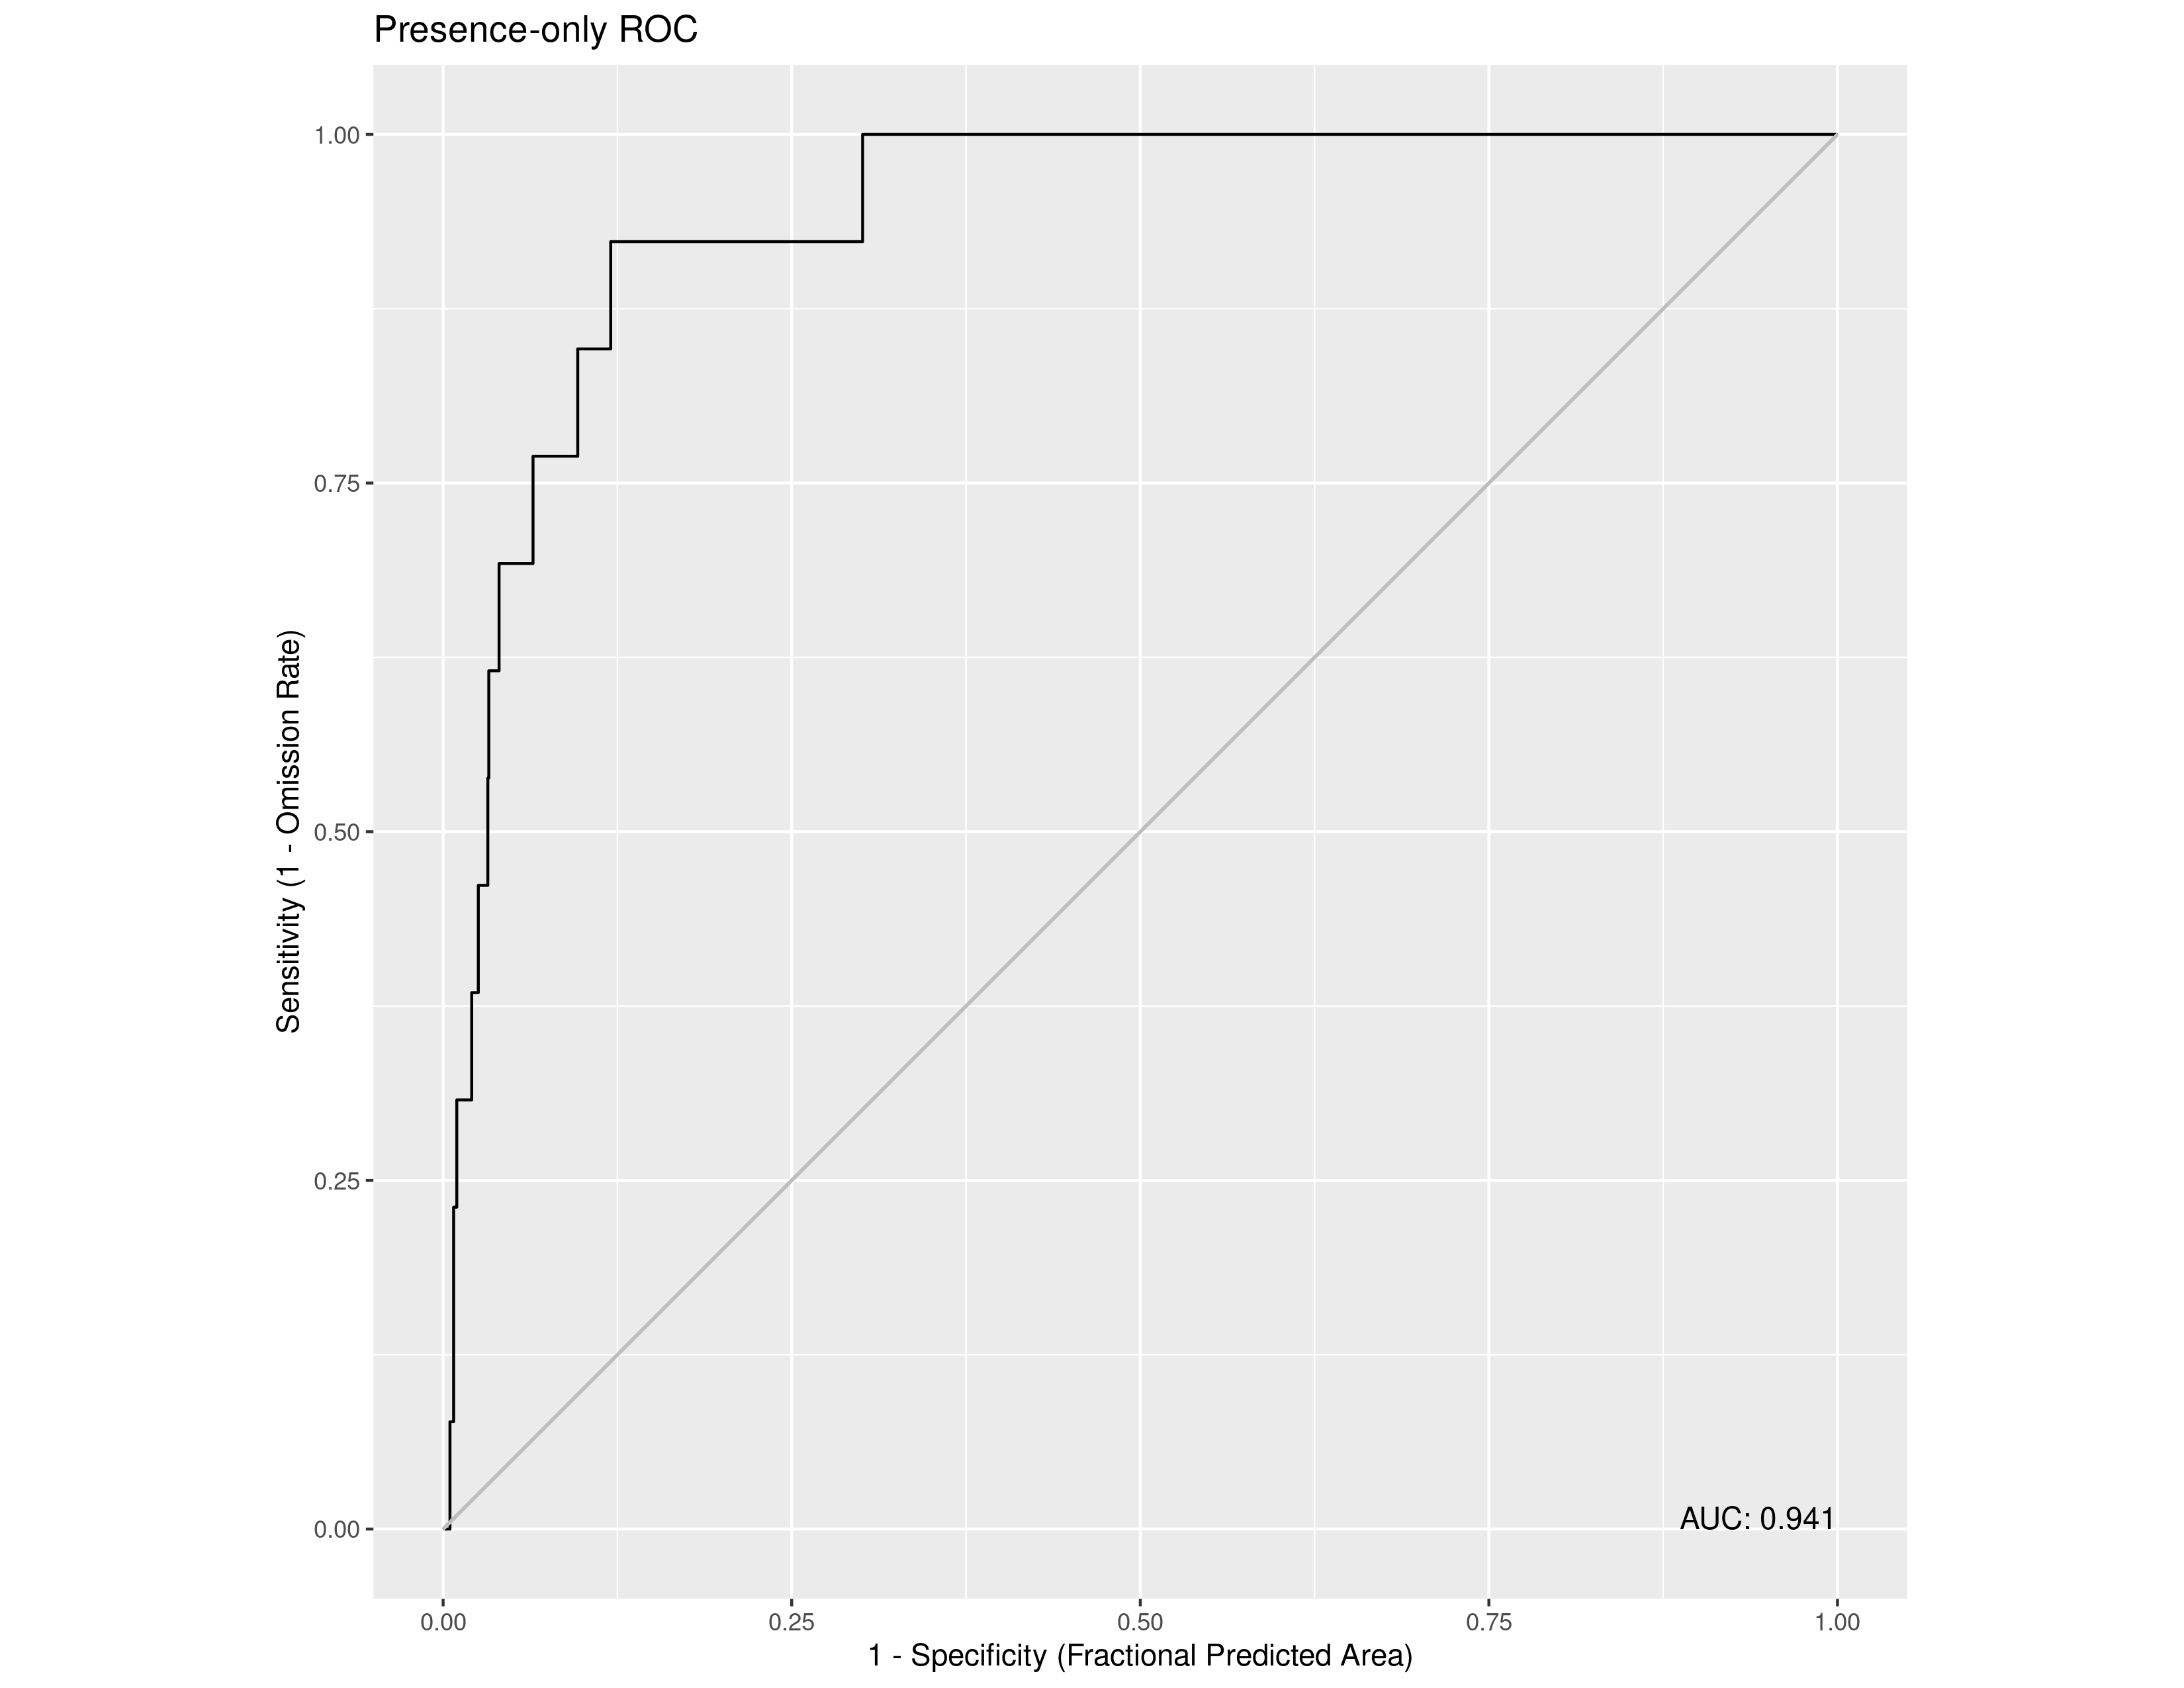 Presence-only ROC
Sensitivity (1 - Omission Rate)
1.00
0.75
0.50
0.25
0.00
AUC: 0.941
0.00 0.25 0.50 0.75 1.00
1 - Specificity (Fractional Predicted Area)